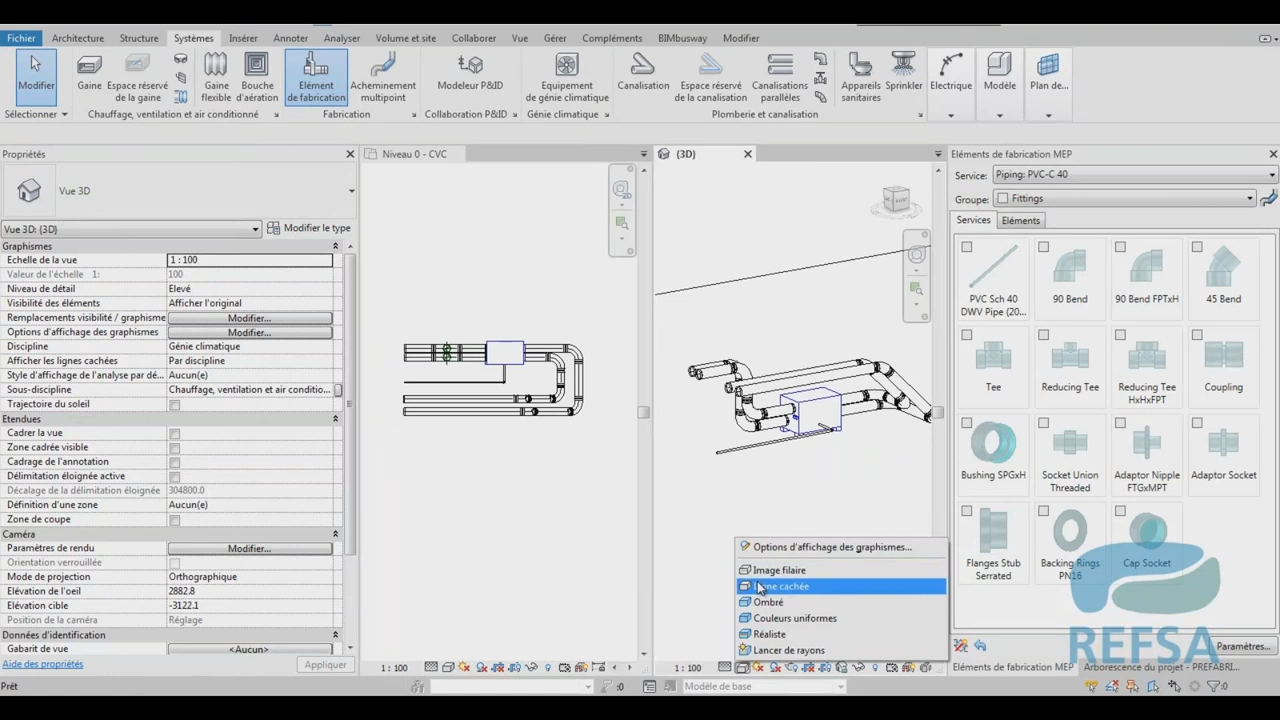 Fichier Architecture Structure Systèmes Insérer Annoter Analyser Volume et site Collaborer Vue Gérer Compléments BIMbusway Modifier
Modifier
Gaine
Espace réservé
de la gaine
Gaine
flexible
Bouche
d'aération
Elément
de fabrication
Acheminement
multipoint
Modeleur P&ID
Equipement
de génie climatique
Canalisation
Espace réservé
de la canalisation
Canalisations
parallèles
Appareils
sanitaires
Sprinkler
Electrique
Modèle
Plan de...
Sélectionner
Chauffage, ventilation et air conditionné
Fabrication
Collaboration P&ID
Génie climatique
Plomberie et canalisation
Propriétés
Vue 3D
Vue 3D: (3D)
Modifier le type
Graphismes
Echelle de la vue 1 : 100
Valeur de l'échelle 1: 100
Niveau de détail Elevé
Visibilité des éléments Afficher l'original
Remplacements visibilité / graphisme Modifier...
Options d'affichage des graphismes Modifier...
Discipline Génie climatique
Afficher les lignes cachées Par discipline
Style d'affichage de l'analyse par dé... Aucun(e)
Sous-discipline Chauffage, ventilation et air conditio...
Trajectoire du soleil
Etendues
Cadrer la vue
Zone cadrée visible
Cadrage de l'annotation
Délimitation éloignée active
Décalage de la délimitation éloignée 304800.0
Définition d'une zone Aucun(e)
Zone de coupe
Caméra
Paramètres de rendu Modifier...
Orientation verrouillée
Mode de projection Orthographique
Elévation de l'oeil 2882.8
Elévation cible -3122.1
Position de la caméra Réglage
Données d'identification
Gabarit de vue <Aucun>
Aide des propriétés
Appliquer
Prêt
Niveau 0 - CVC
1 : 100
:0
(3D)
Options d'affichage des graphismes...
Image filaire
cachée
Ombré
Couleurs uniformes
Réaliste
Lancer de rayons
1 : 100
Modèle de base
Eléments de fabrication MEP
Service: Piping: PVC-C 40
Groupe: Fittings
Services Eléments
PVC Sch 40
DWV Pipe (20...
90 Bend
90 Bend FPTxH
45 Bend
Tee
Reducing Tee
Reducing Tee
HxHxFPT
Coupling
Bushing SPGxH
Socket Union
Threaded
Adaptor Nipple
FTGxMPT
Adaptor Socket
Flanges Stub
Serrated
Backing Rings
PN16
Cap Socket
REFSA
Paramètres...
Eléments de fabrication MEP
Arborescence du projet - PREFABRI...
:0